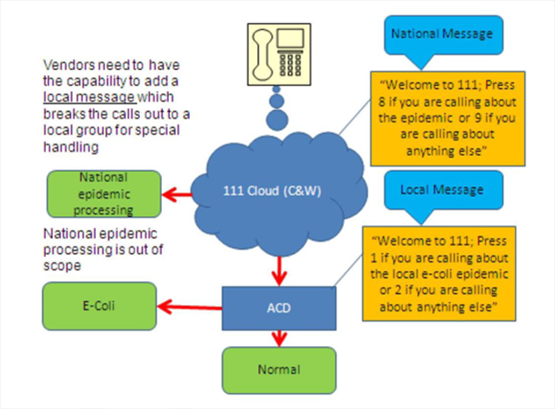 Vendors need to have
the capability to add a
local message which
breaks the calls out to a
local group for special
handling
National Message
"Welcome to 111; Press
8 if you are calling about
the epidemic or 9 if you
are calling about
anything else"
National
epidemic
processing
111 Cloud (C&W)
Local Message
National epidemic
processing is out of
scope
"Welcome to 111; Press
1 if you are calling about
the local e-coli epidemic
or 2 if you are calling
about anything else"
E-Coli
ACD
Normal